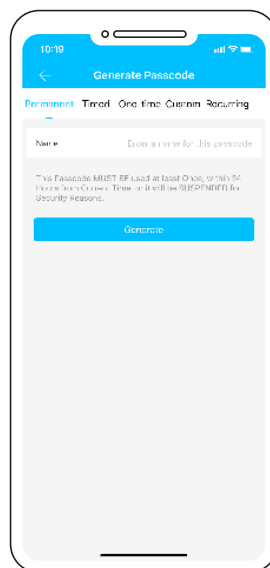 10:19
Generate Passcode
Permanent Timed One-time Custom Recurring
Name Enter a name for this passcode
This Passcode MUST BE used at least Once, within 24
Hours from Current Time, or it will be SUSPENDED for
Security Reasons.
Generate